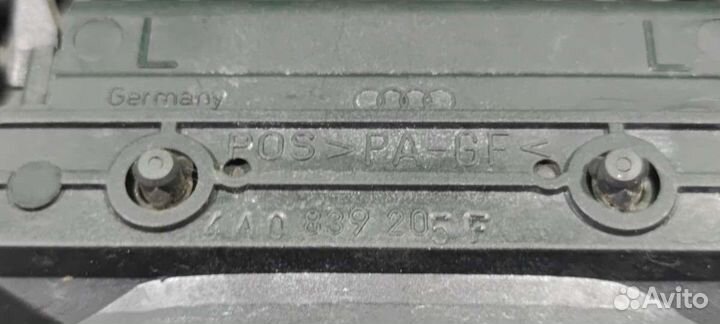 L L
Germany
POS >PA-GF<
4A0 839 205 F
Avito